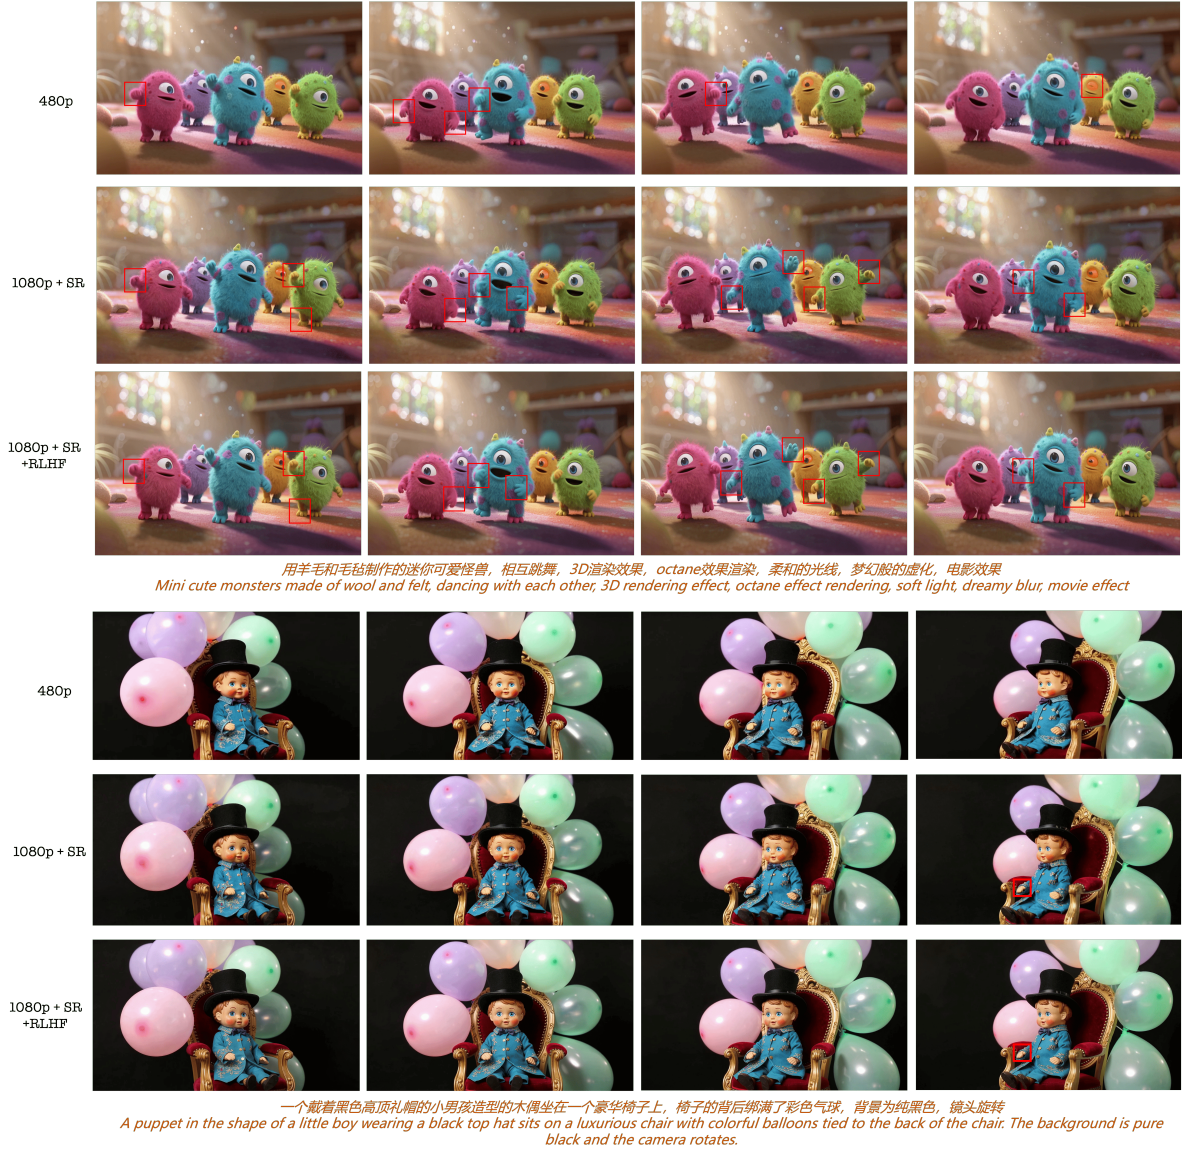 480p
1080p + SR
1080p + SR
+RLHF
用羊毛和毛毡制作的迷你可爱怪兽，相互跳舞，3D渲染效果，octane效果渲染，柔和的光线，梦幻般的虚化，电影效果
Mini cute monsters made of wool and felt, dancing with each other, 3D rendering effect, octane effect rendering, soft light, dreamy blur, movie effect
480p
1080p + SR
1080p + SR
+RLHF
一个戴着黑色高顶礼帽的小男孩造型的木偶坐在一个豪华椅子上，椅子的背后绑满了彩色气球，背景为纯黑色，镜头旋转
A puppet in the shape of a little boy wearing a black top hat sits on a luxurious chair with colorful balloons tied to the back of the chair. The background is pure
black and the camera rotates.